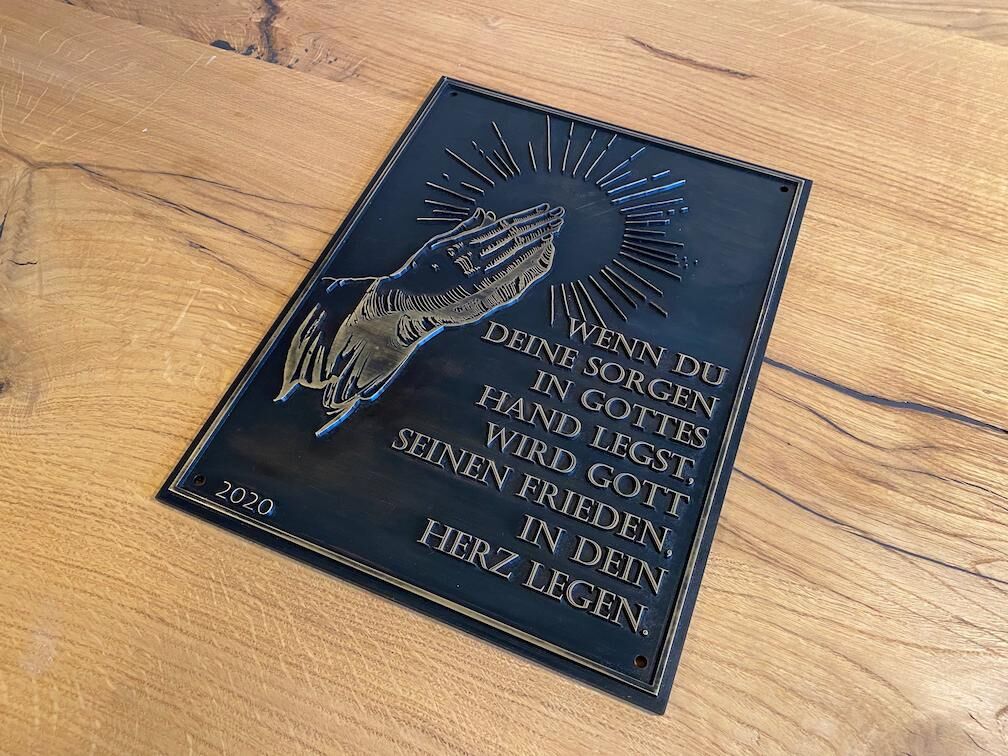 WENN DU
DEINE SORGEN
IN GOTTES
HAND LEGST,
WIRD GOTT
SEINEN FRIEDEN,
IN DEIN
HERZ LEGEN.
2020